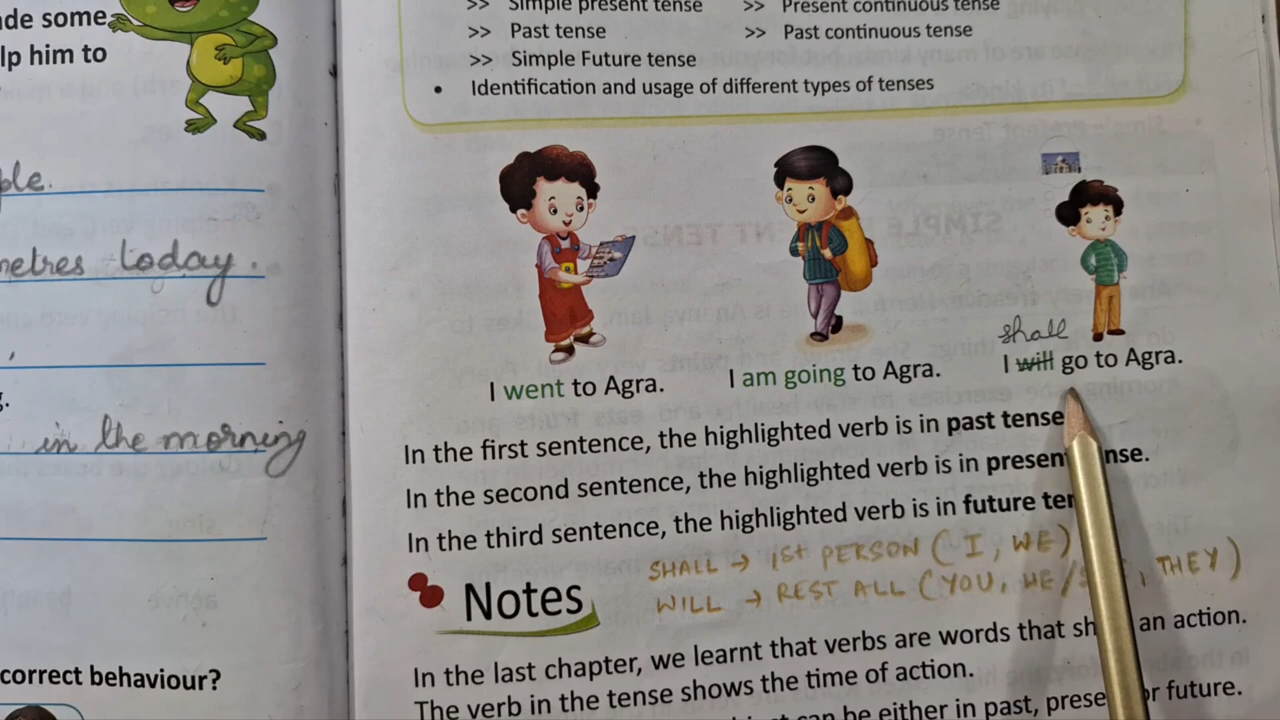 de some
lp him to
ble.
metres today.
,
g.
in the morning
correct behaviour?
>> Simple present tense >> Present continuous tense
>> Past tense >> Past continuous tense
>> Simple Future tense
• Identification and usage of different types of tenses
shall
I went to Agra. I am going to Agra. I will go to Agra.
In the first sentence, the highlighted verb is in past tense
In the second sentence, the highlighted verb is in presen nse.
In the third sentence, the highlighted verb is in future ten
SHALL → 1st PERSON (I, WE)
Notes
WILL → REST ALL (YOU, HE/S , THEY)
In the last chapter, we learnt that verbs are words that sh an action.
The verb in the tense shows the time of action.
can be either in past, prese or future.